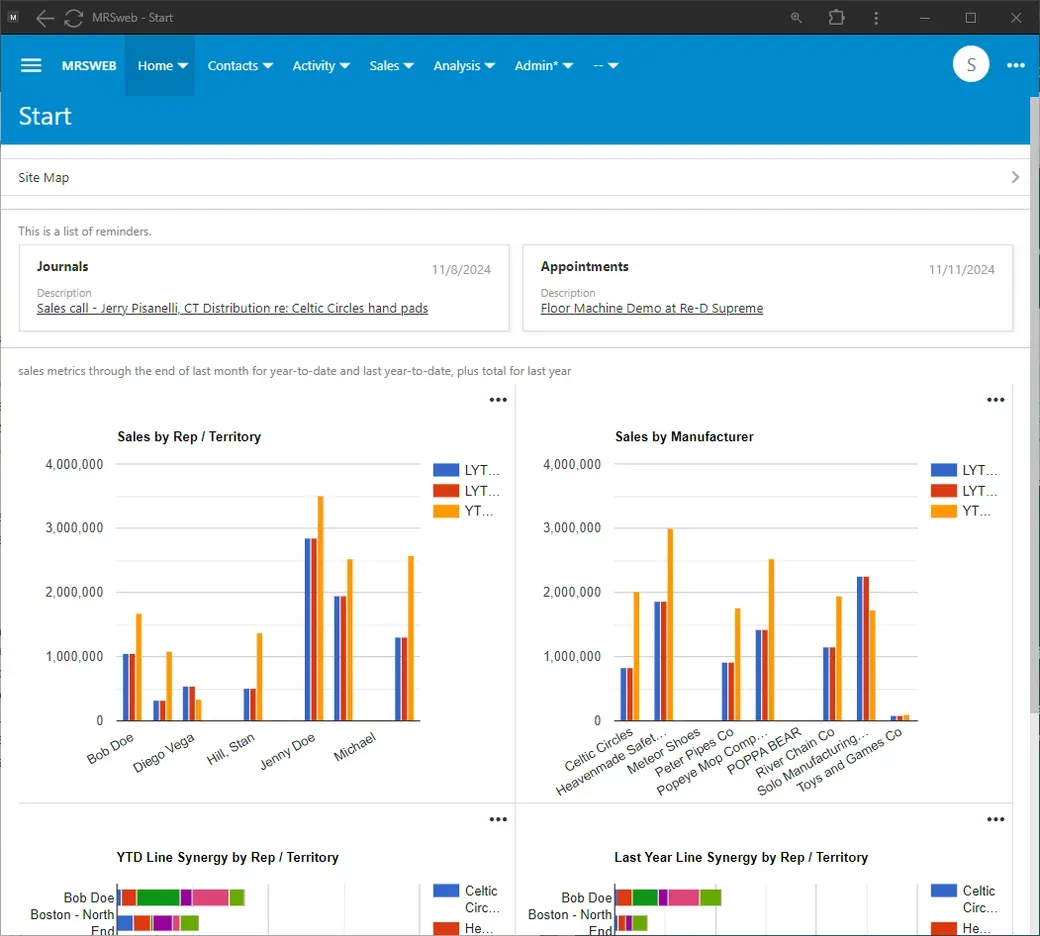 M MRSweb - Start
MRSWEB Home Contacts Activity Sales Analysis Admin* -- S
Start
Site Map
This is a list of reminders.
Journals 11/8/2024
Description
Sales call - Jerry Pisanelli, CT Distribution re: Celtic Circles hand pads
Appointments 11/11/2024
Description
Floor Machine Demo at Re-D Supreme
sales metrics through the end of last month for year-to-date and last year-to-date, plus total for last year
Sales by Rep / Territory
4,000,000
3,000,000
2,000,000
1,000,000
0
Bob Doe
Diego Vega
Hill, Stan
Jenny Doe
Michael
LYT...
LYT...
YT...
Sales by Manufacturer
4,000,000
3,000,000
2,000,000
1,000,000
0
Celtic Circles
Heavenmade Safet...
Meteor Shoes
Peter Pipes Co
Popeye Mop Comp...
POPPA BEAR
River Chain Co
Solo Manufacturing...
Toys and Games Co
LYT...
LYT...
YT...
YTD Line Synergy by Rep / Territory
Bob Doe
Boston - North
End
Celtic
Circ...
He...
Last Year Line Synergy by Rep / Territory
Bob Doe
Boston - North
End
Celtic
Circ...
He...